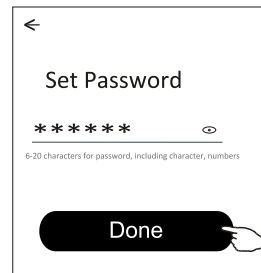 Set Password
******
6-20 characters for password, including character, numbers
Done